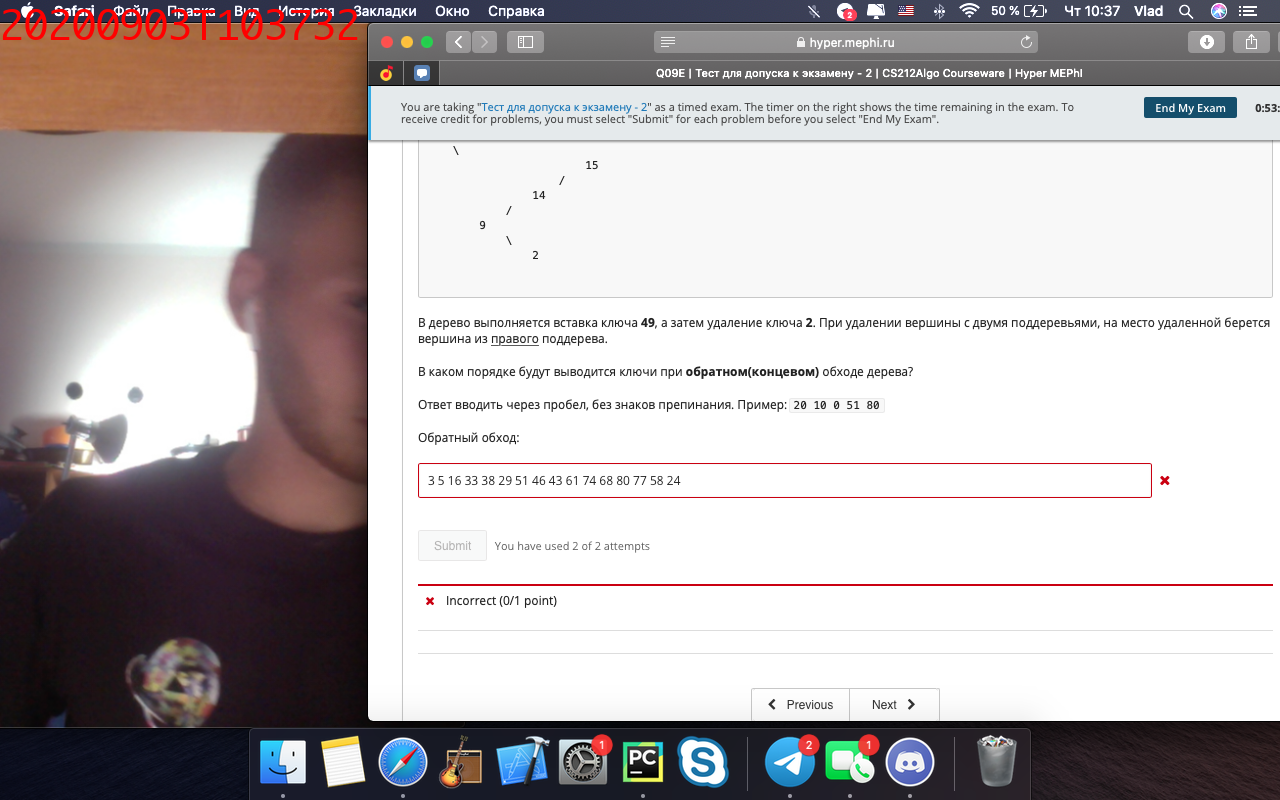 20200903T103732
Safari Файл Правка Вид История Закладки Окно Справка
2
50 % Чт 10:37 Vlad
hyper.mephi.ru
Q09E | Тест для допуска к экзамену - 2 | CS212Algo Courseware | Hyper MEPhI
You are taking "Тест для допуска к экзамену - 2" as a timed exam. The timer on the right shows the time remaining in the exam. To
receive credit for problems, you must select "Submit" for each problem before you select "End My Exam".
End My Exam
0:53:
\
15
/
14
/
9
\
2
В дерево выполняется вставка ключа 49, а затем удаление ключа 2. При удалении вершины с двумя поддеревьями, на место удаленной берется
вершина из правого поддерева.
В каком порядке будут выводится ключи при обратном(концевом) обходе дерева?
Ответ вводить через пробел, без знаков препинания. Пример: 20 10 0 51 80
Обратный обход:
3 5 16 33 38 29 51 46 43 61 74 68 80 77 58 24
Submit You have used 2 of 2 attempts
Incorrect (0/1 point)
Previous Next
1
PC
S
2
1